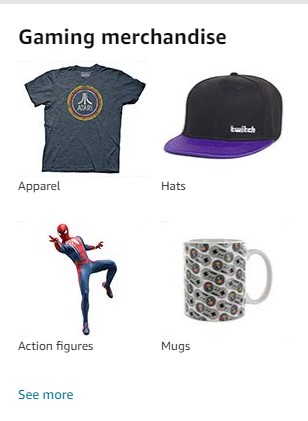 Gaming merchandise
ATARI
twitch
Apparel
Hats
Action figures
Mugs
See more